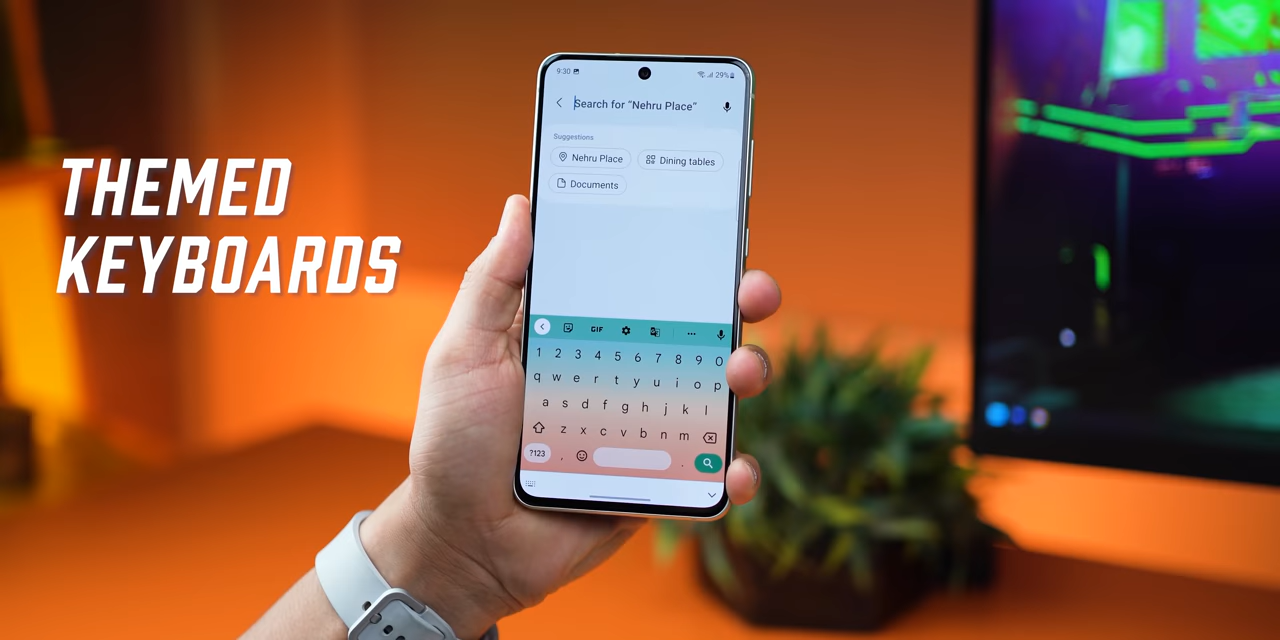 THEMED
KEYBOARDS
9:30 29%
Search for “Nehru Place”
Suggestions
Nehru Place Dining tables
Documents
GIF
1 2 3 4 5 6 7 8 9 0
q w e r t y u i o p
a s d f g h j k l
z x c v b n m
?123 , .